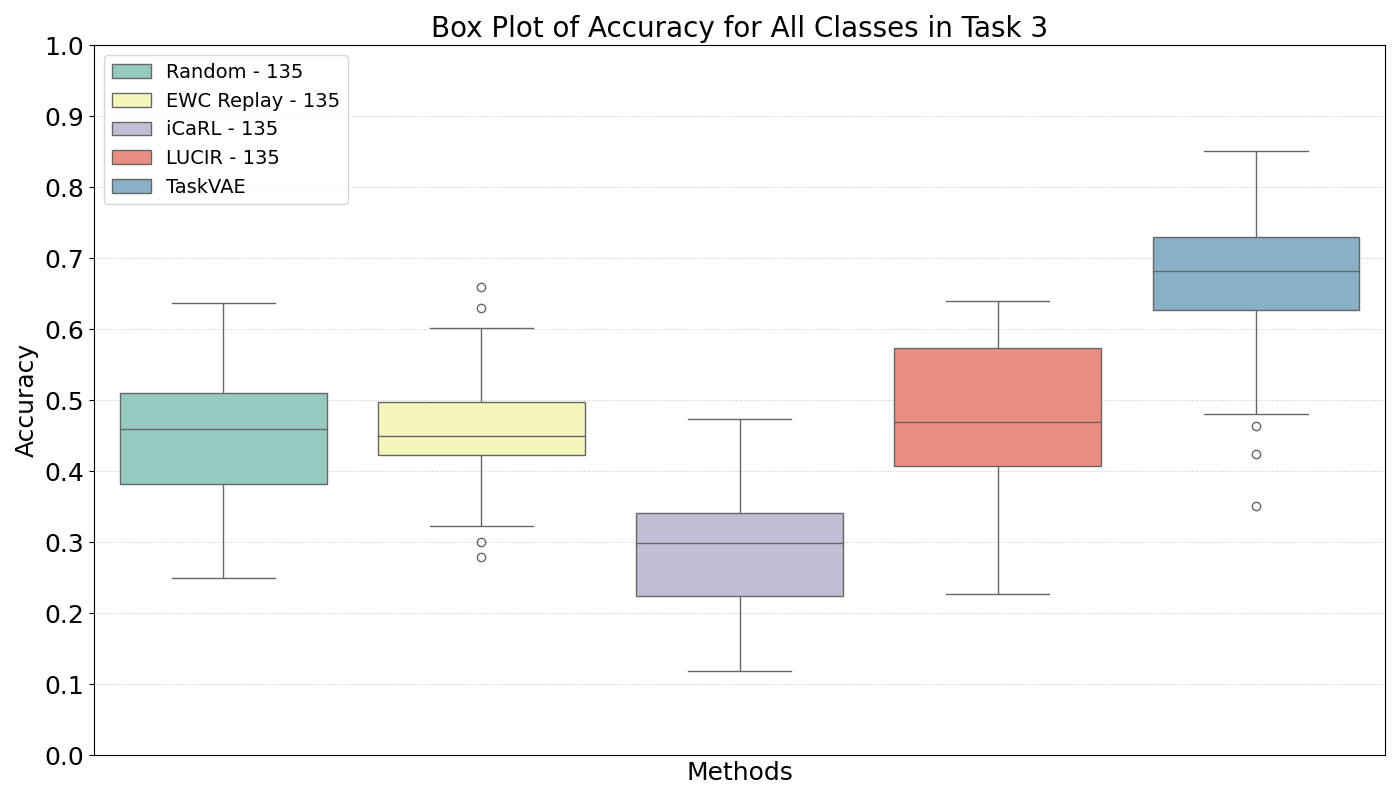 Box Plot of Accuracy for All Classes in Task 3
1.0
0.9
0.8
0.7
0.6
0.5
0.4
0.3
0.2
0.1
0.0
Accuracy
Random - 135
EWC Replay - 135
iCaRL - 135
LUCIR - 135
TaskVAE
Methods